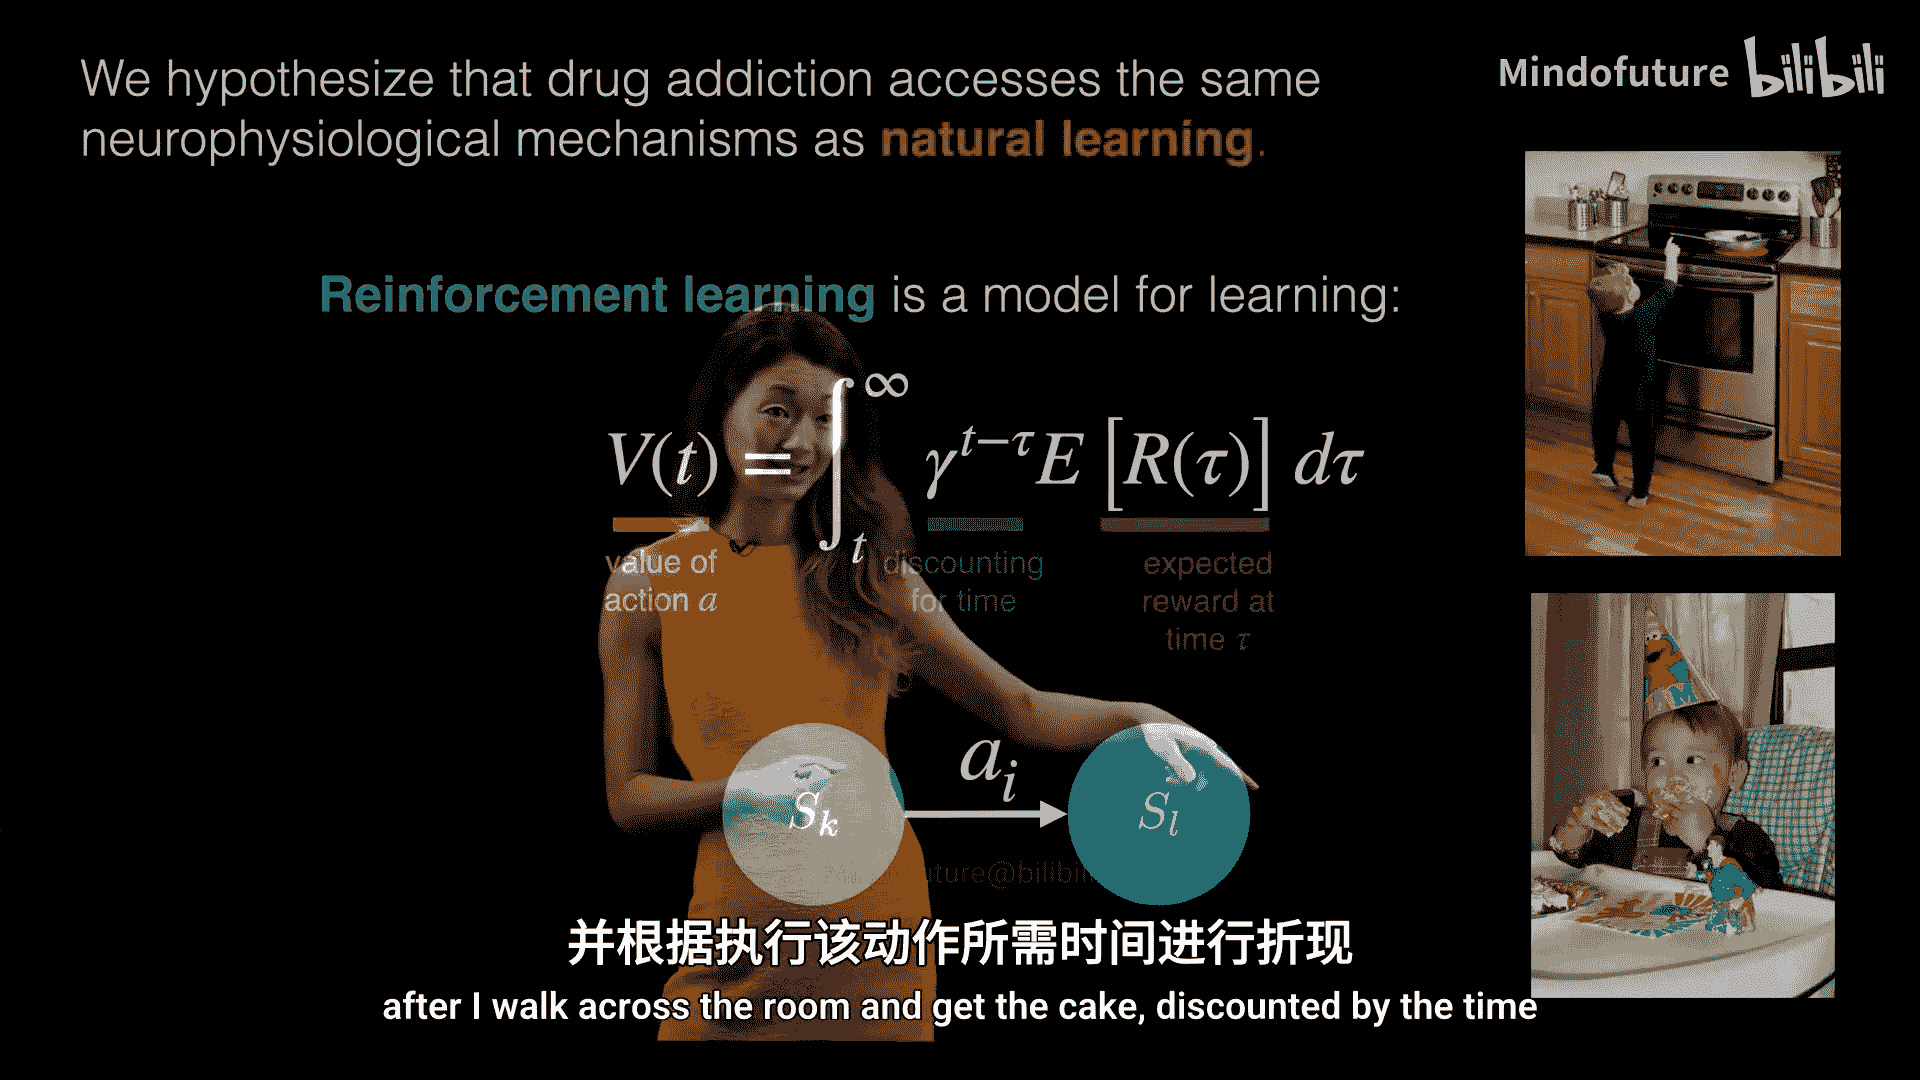 We hypothesize that drug addiction accesses the same
neurophysiological mechanisms as natural learning.
Mindofuture bilibili
Reinforcement learning is a model for learning:
V(t) = ∫_t^∞ γ^{t−τ} E [R(τ)] dτ
value of
action a
discounting
for time
expected
reward at
time τ
a_i
S_k
S_l
uture@bilibili
并根据执行该动作所需时间进行折现
after I walk across the room and get the cake, discounted by the time